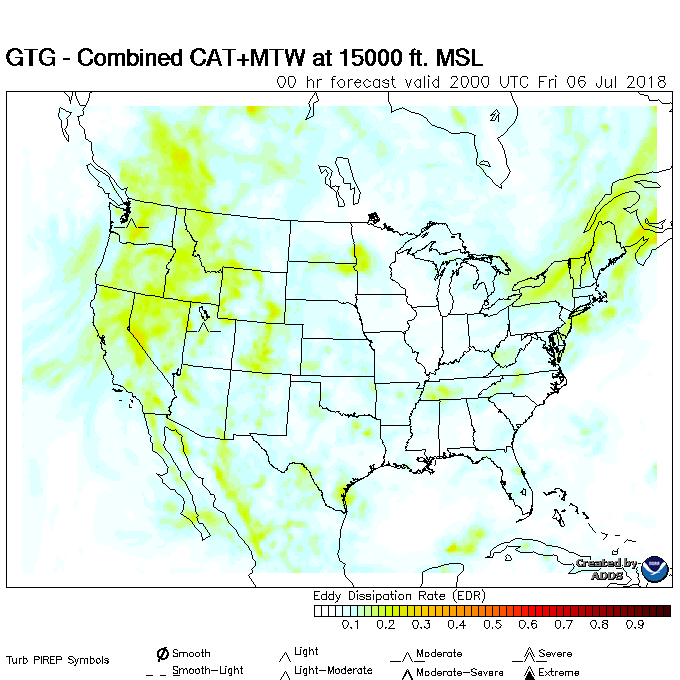 GTG - Combined CAT+MTW at 15000 ft. MSL
00 hr forecast valid 2000 UTC Fri 06 Jul 2018
Created by
ADDS
Eddy Dissipation Rate (EDR)
0.1 0.2 0.3 0.4 0.5 0.6 0.7 0.8 0.9
Turb PIREP Symbols
Smooth Light Moderate Severe
Smooth-Light Light-Moderate Moderate-Severe Extreme